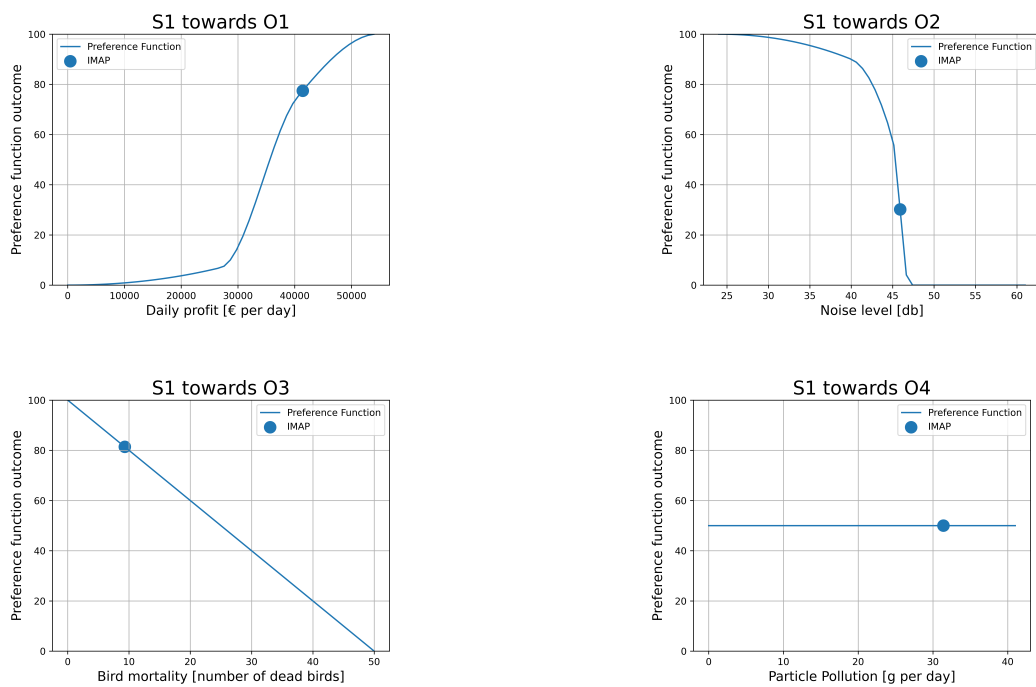 S1 towards O1
100
80
60
40
20
0
Preference function outcome
Preference Function
IMAP
0 10000 20000 30000 40000 50000
Daily profit [€ per day]
S1 towards O2
100
80
60
40
20
0
Preference function outcome
Preference Function
IMAP
25 30 35 40 45 50 55 60
Noise level [db]
S1 towards O3
100
80
60
40
20
0
Preference function outcome
Preference Function
IMAP
0 10 20 30 40 50
Bird mortality [number of dead birds]
S1 towards O4
100
80
60
40
20
0
Preference function outcome
Preference Function
IMAP
0 10 20 30 40
Particle Pollution [g per day]